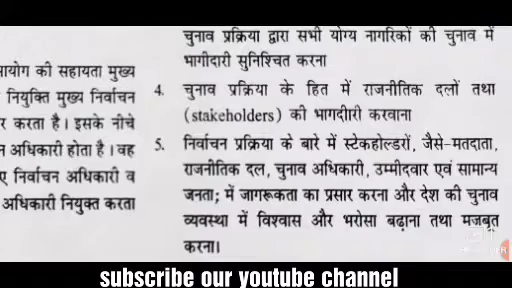 चुनाव प्रक्रिया द्वारा सभी योग्य नागरिकों की चुनाव में
भागीदारी सुनिश्चित करना
4. चुनाव प्रक्रिया के हित में राजनीतिक दलों तथा
(stakeholders) की भागदीारी करवाना
5. निर्वाचन प्रक्रिया के बारे में स्टेकहोल्डरों, जैसे-मतदाता,
राजनीतिक दल, चुनाव अधिकारी, उम्मीदवार एवं सामान्य
जनता; में जागरूकता का प्रसार करना और देश की चुनाव
व्यवस्था में विश्वास और भरोसा बढ़ाना तथा मजबूत
करना।
की सहायता मुख्य
नियुक्ति मुख्य निर्वाचन
करता है। इसके नीचे
अधिकारी होता है। वह
निर्वाचन अधिकारी व
अधिकारी नियुक्त करता
subscribe our youtube channel